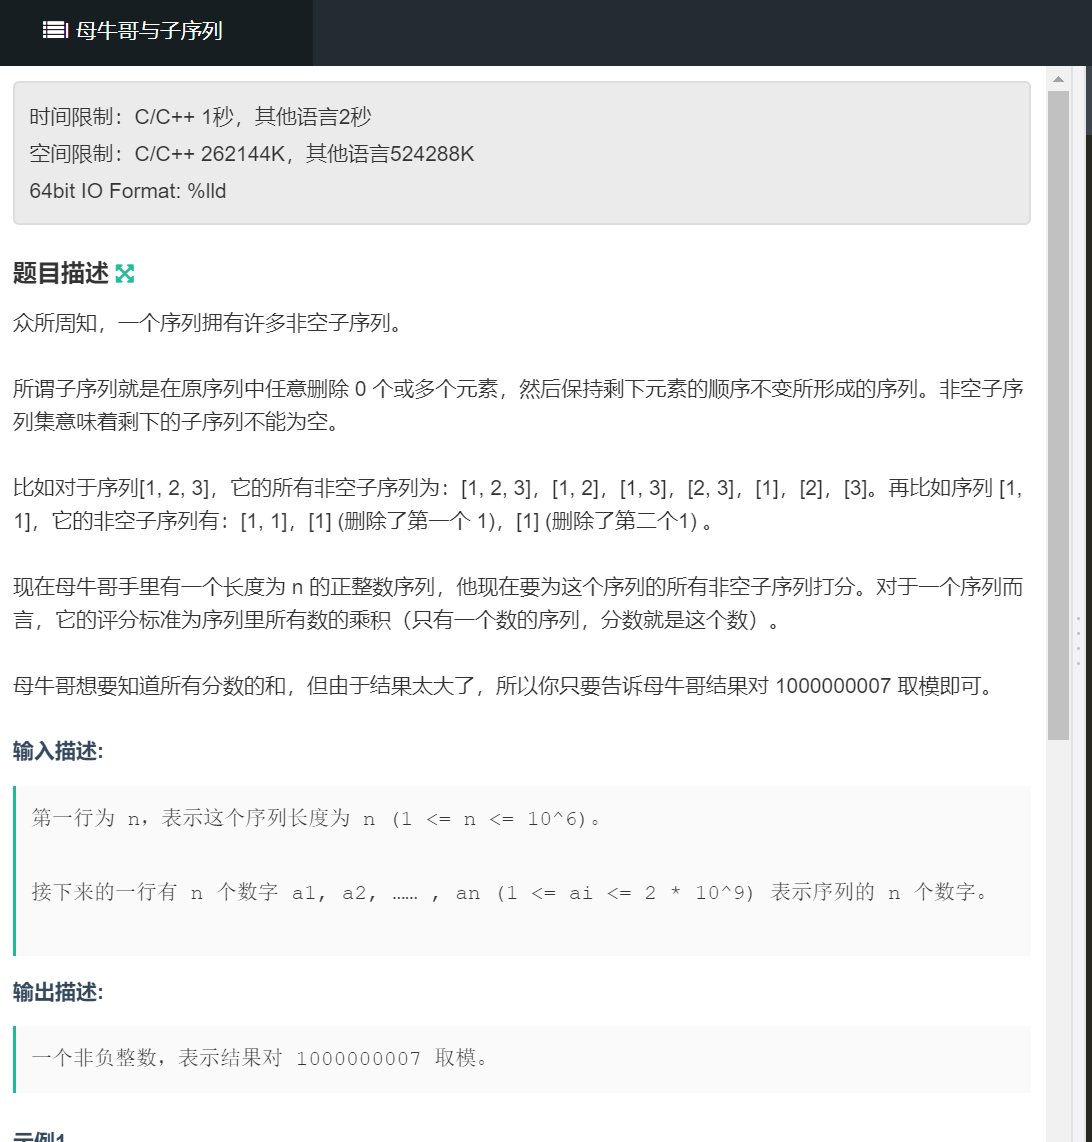 母牛哥与子序列
时间限制：C/C++ 1秒，其他语言2秒
空间限制：C/C++ 262144K，其他语言524288K
64bit IO Format: %lld
题目描述
众所周知，一个序列拥有许多非空子序列。
所谓子序列就是在原序列中任意删除 0 个或多个元素，然后保持剩下元素的顺序不变所形成的序列。非空子序
列集意味着剩下的子序列不能为空。
比如对于序列[1, 2, 3]，它的所有非空子序列为：[1, 2, 3]，[1, 2]，[1, 3]，[2, 3]，[1]，[2]，[3]。再比如序列 [1,
1]，它的非空子序列有：[1, 1]，[1] (删除了第一个 1)，[1] (删除了第二个1) 。
现在母牛哥手里有一个长度为 n 的正整数序列，他现在要为这个序列的所有非空子序列打分。对于一个序列而
言，它的评分标准为序列里所有数的乘积（只有一个数的序列，分数就是这个数）。
母牛哥想要知道所有分数的和，但由于结果太大了，所以你只要告诉母牛哥结果对 1000000007 取模即可。
输入描述:
第一行为 n，表示这个序列长度为 n (1 <= n <= 10^6)。
接下来的一行有 n 个数字 a1, a2, …… , an (1 <= ai <= 2 * 10^9) 表示序列的 n 个数字。
输出描述:
一个非负整数，表示结果对 1000000007 取模。
示例1